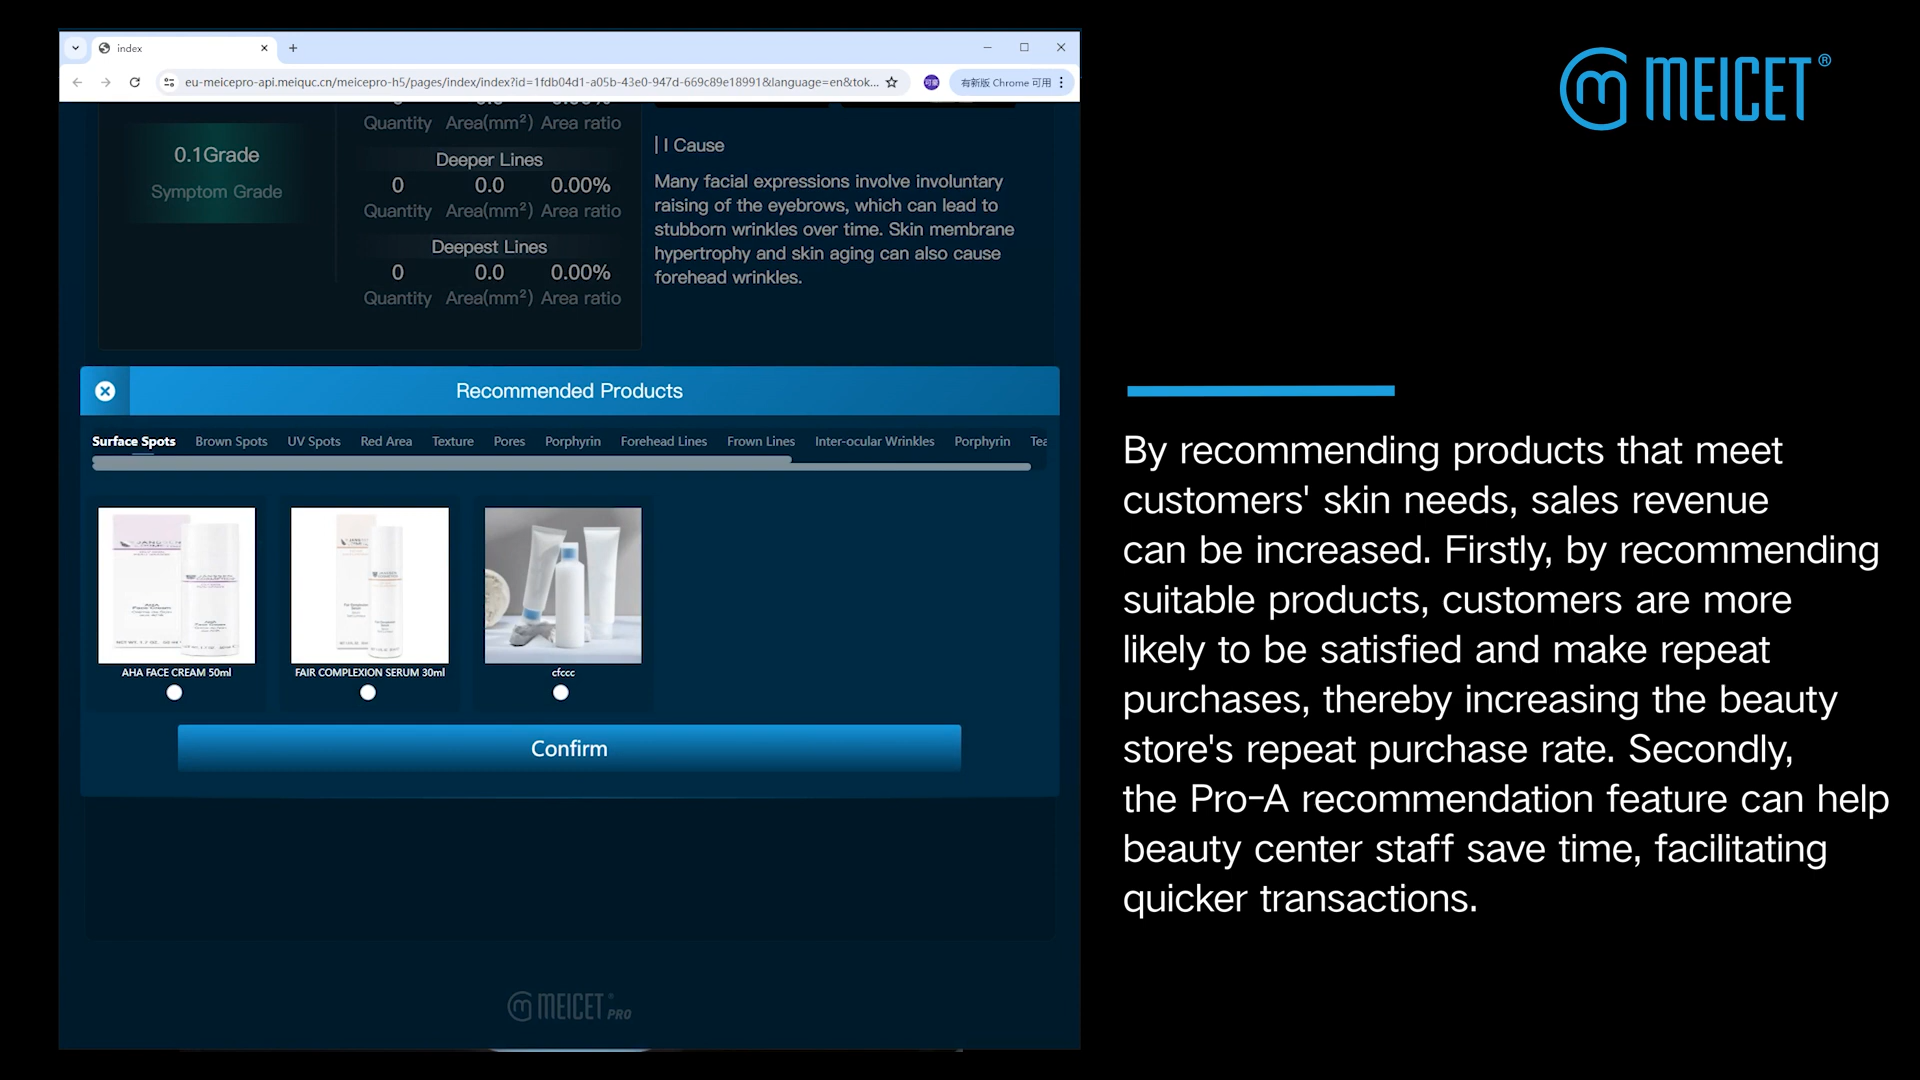 index
eu-meicepro-api.meiquc.cn/meicepro-h5/pages/index/index?id=1fdb04d1-a05b-43e0-947d-669c89e18991&language=en&tok...
有新版 Chrome 可用
MEICET®
0.1Grade
Symptom Grade
Quantity Area(mm²) Area ratio
Deeper Lines
0 0.0 0.00%
Quantity Area(mm²) Area ratio
Deepest Lines
0 0.0 0.00%
Quantity Area(mm²) Area ratio
| I Cause
Many facial expressions involve involuntary
raising of the eyebrows, which can lead to
stubborn wrinkles over time. Skin membrane
hypertrophy and skin aging can also cause
forehead wrinkles.
Recommended Products
Surface Spots Brown Spots UV Spots Red Area Texture Pores Porphyrin Forehead Lines Frown Lines Inter-ocular Wrinkles Porphyrin Tea
AHA FACE CREAM 50ml
FAIR COMPLEXION SERUM 30ml
cfccc
Confirm
MEICET® PRO
By recommending products that meet
customers' skin needs, sales revenue
can be increased. Firstly, by recommending
suitable products, customers are more
likely to be satisfied and make repeat
purchases, thereby increasing the beauty
store's repeat purchase rate. Secondly,
the Pro-A recommendation feature can help
beauty center staff save time, facilitating
quicker transactions.